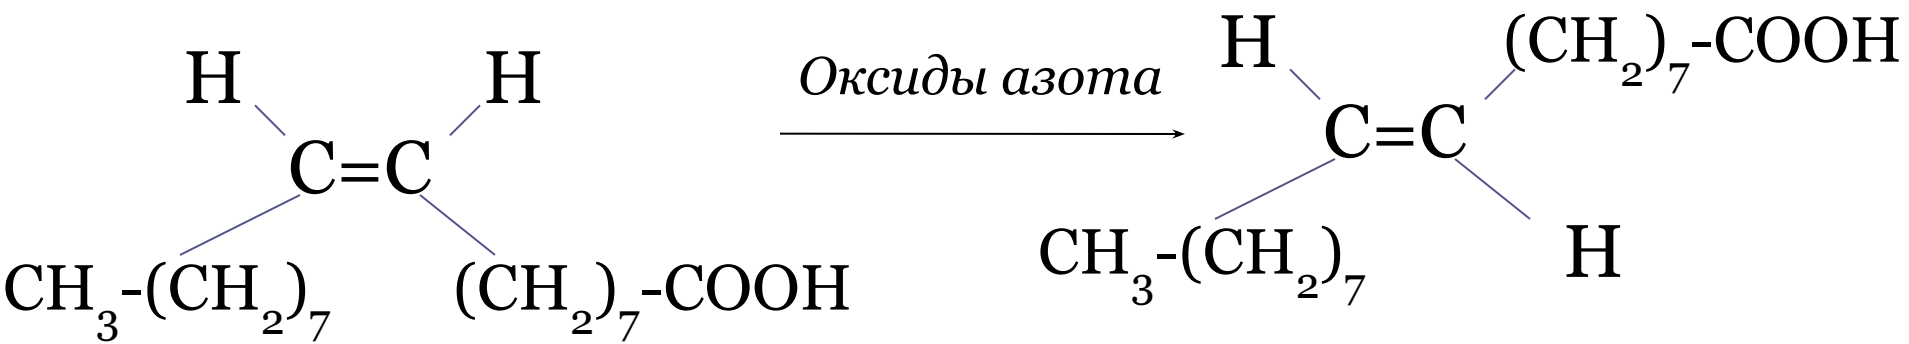 H H
C=C
CH₃-(CH₂)₇ (CH₂)₇-COOH
Оксиды азота
H (CH₂)₇-COOH
C=C
CH₃-(CH₂)₇ H